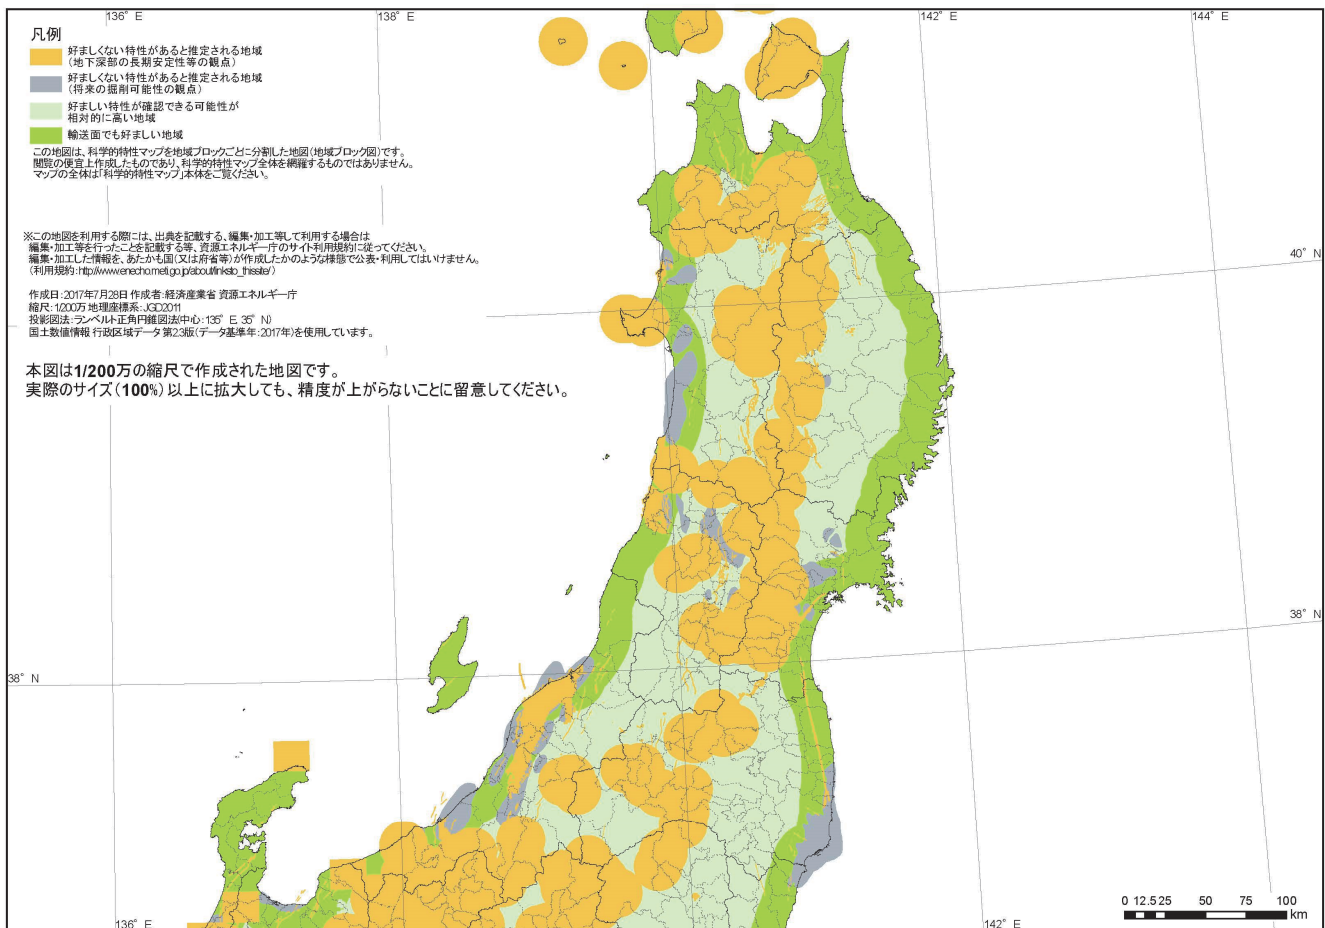 136° E
138° E
142° E
144° E
凡例
好ましくない特性があると推定される地域
(地下深部の長期安定性等の観点)
好ましくない特性があると推定される地域
(将来の掘削可能性の観点)
好ましい特性が確認できる可能性が
相対的に高い地域
輸送面でも好ましい地域
この地図は、科学的特性マップを地域ブロックごとに分割した地図(地域ブロック図)です。
閲覧の便宜上作成したものであり、科学的特性マップ全体を網羅するものではありません。
マップの全体は「科学的特性マップ」本体をご覧ください。
※この地図を利用する際には、出典を記載する、編集・加工等して利用する場合は
編集・加工等を行ったことを記載する等、資源エネルギー庁のサイト利用規約に従ってください。
編集・加工した情報を、あたかも国(又は府省等)が作成したかのような様態で公表・利用してはいけません。
(利用規約:http://www.enecho.meti.go.jp/about/linksto_thissite/)
作成日:2017年7月28日 作成者:経済産業省 資源エネルギー庁
縮尺:1/200万 地理座標系:JGD2011
投影図法:ランベルト正角円錐図法(中心:135° E 35° N)
国土数値情報 行政区域データ 第2.3版(データ基準年:2017年)を使用しています。
本図は1/200万の縮尺で作成された地図です。
実際のサイズ(100%)以上に拡大しても、精度が上がらないことに留意してください。
40° N
38° N
38° N
0 12.5 25 50 75 100
km
136° E
142° E